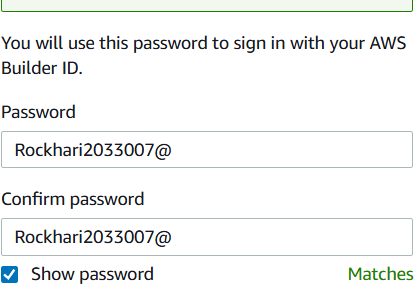 You will use this password to sign in with your AWS
Builder ID.
Password
Rockhari2033007@
Confirm password
Rockhari2033007@
Show password
Matches